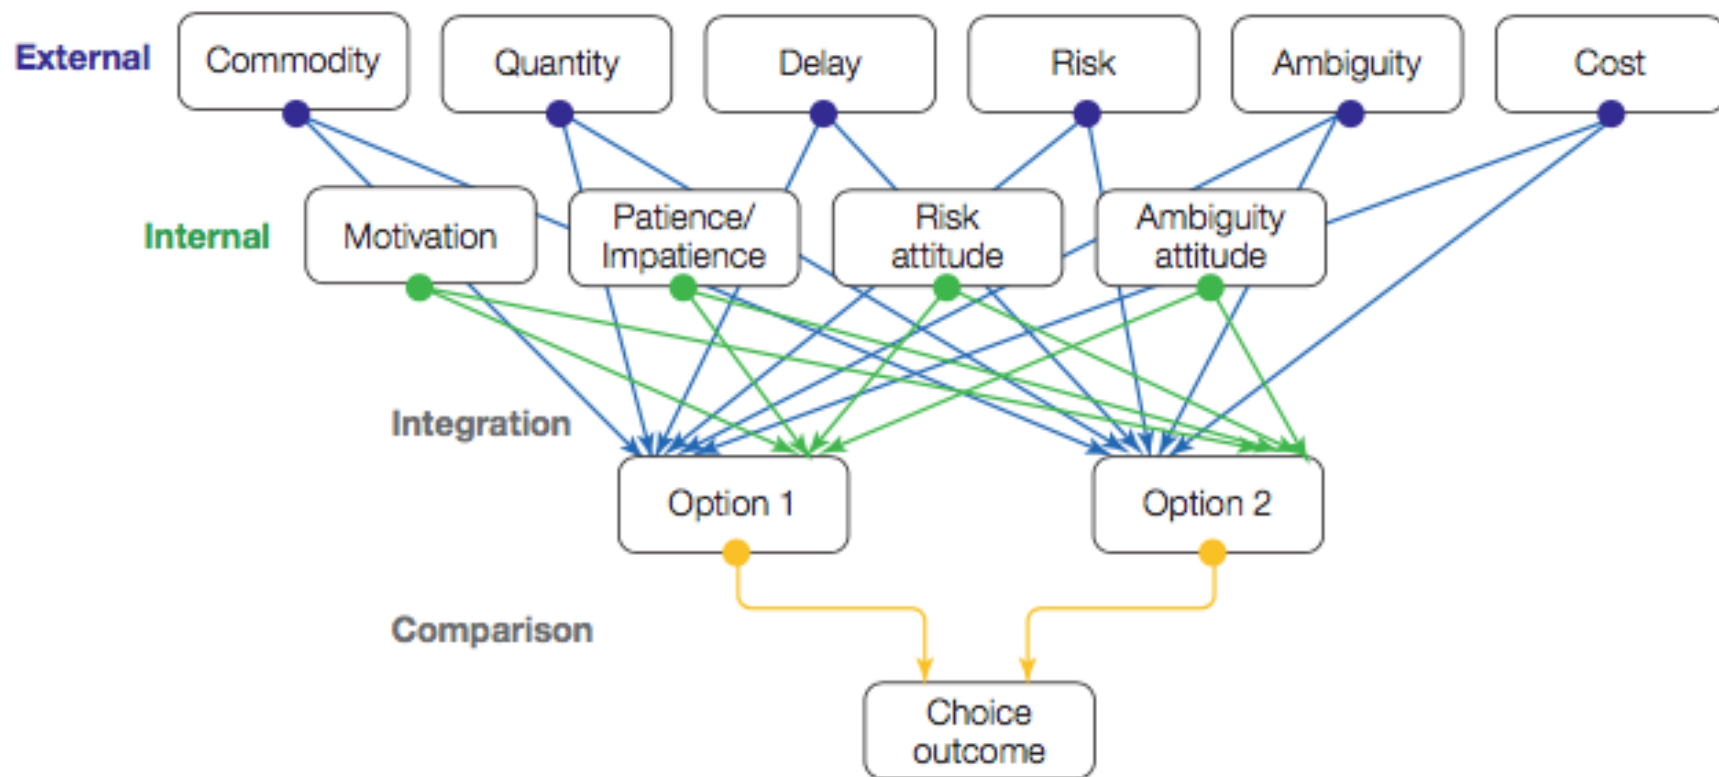 External
Commodity
Quantity
Delay
Risk
Ambiguity
Cost
Internal
Motivation
Patience/
Impatience
Risk
attitude
Ambiguity
attitude
Integration
Option 1
Option 2
Comparison
Choice
outcome